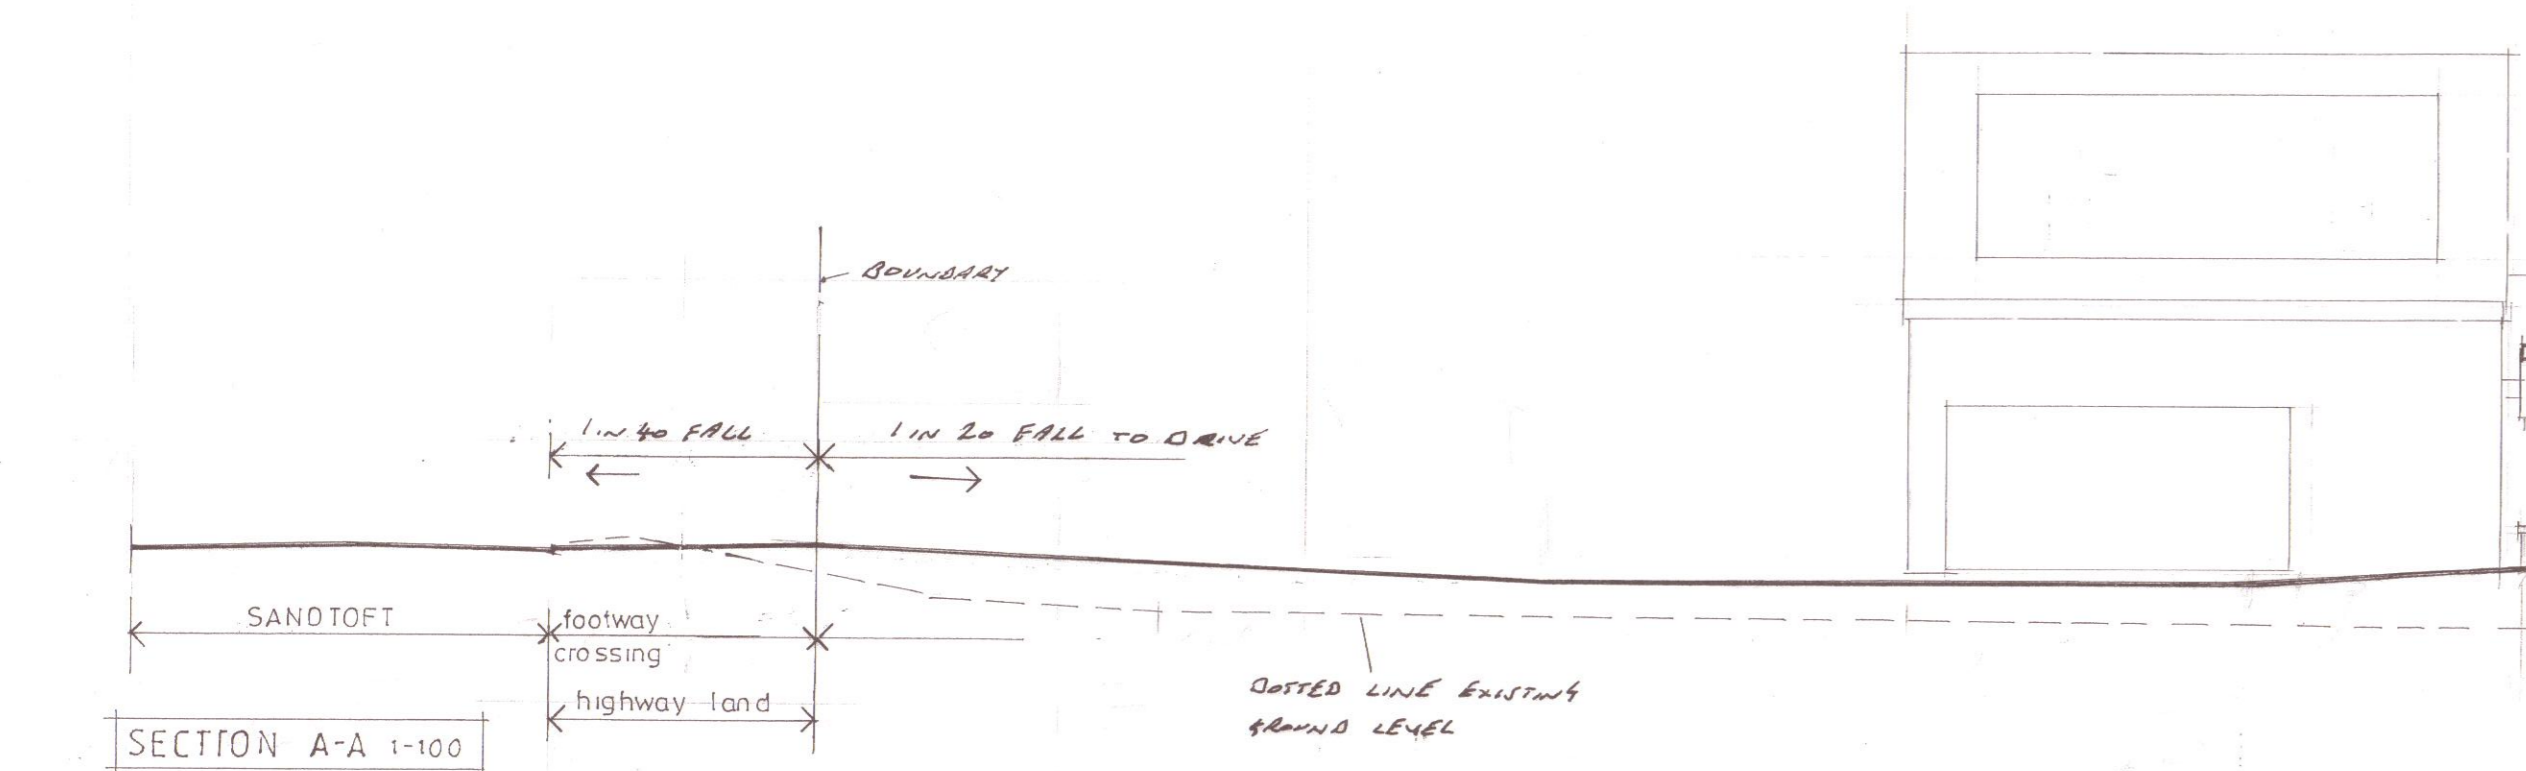 BOUNDARY
1 IN 40 FALL
1 IN 20 FALL TO DRIVE
SANDTOFT
footway
crossing
highway land
DOTTED LINE EXISTING
GROUND LEVEL
SECTION A-A 1-100